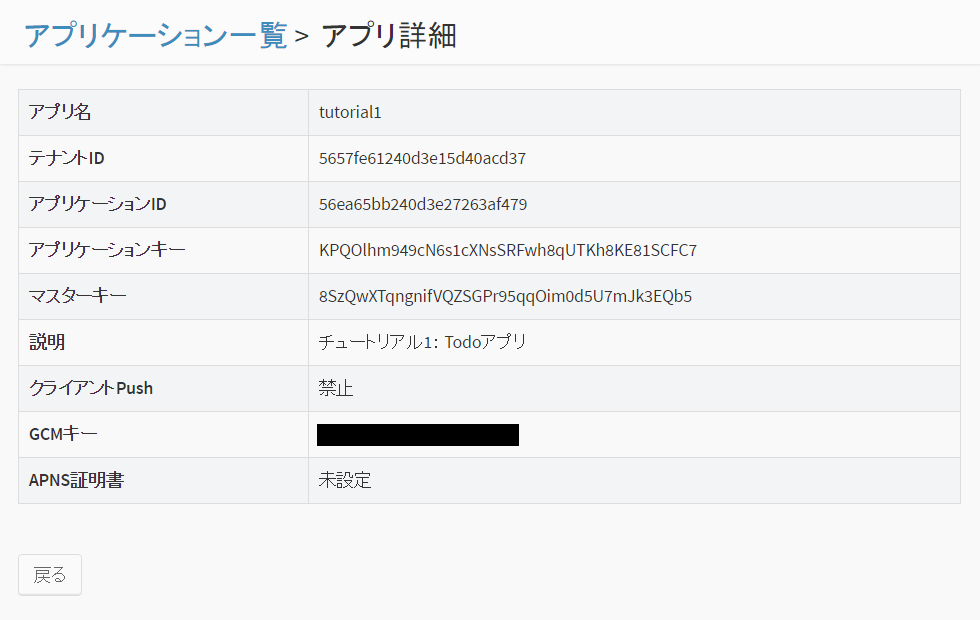 アプリケーション一覧 > アプリ詳細
アプリ名 tutorial1
テナントID 5657fe61240d3e15d40acd37
アプリケーションID 56ea65bb240d3e27263af479
アプリケーションキー KPQOlhm949cN6s1cXNsSRFwh8qUTKh8KE81SCFC7
マスターキー 8SzQwXTqngnifVQZSGPr95qqOim0d5U7mJk3EQb5
説明 チュートリアル1: Todoアプリ
クライアントPush 禁止
GCMキー
APNS証明書 未設定
戻る